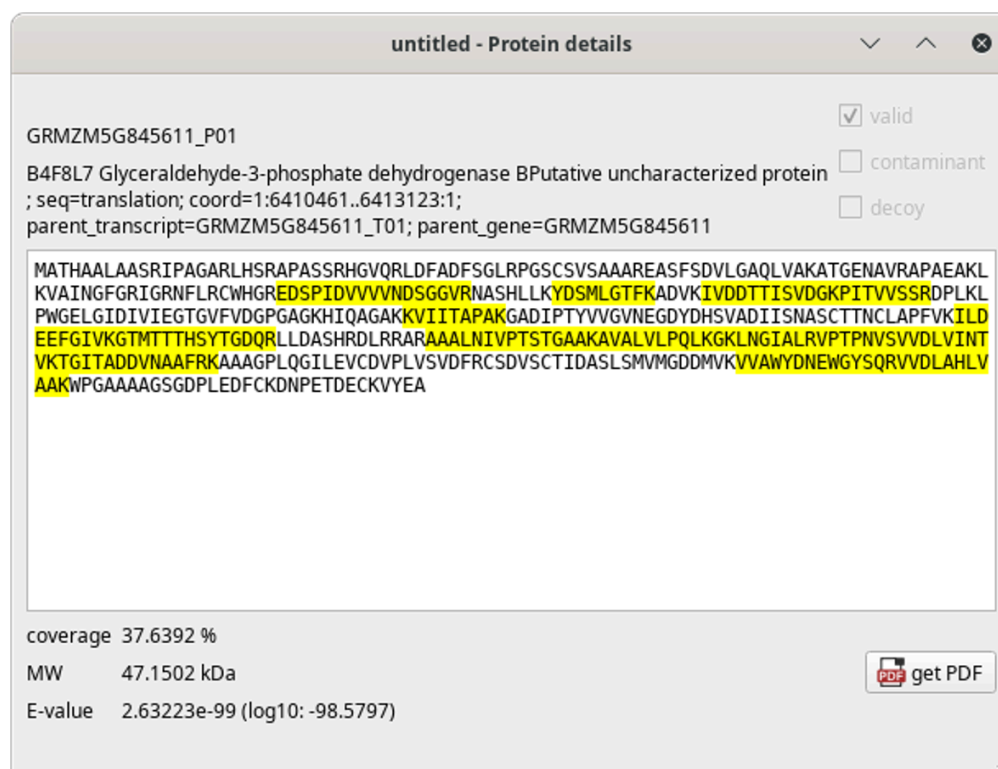 untitled - Protein details
valid
GRMZM5G845611_P01
contaminant
B4F8L7 Glyceraldehyde-3-phosphate dehydrogenase BPutative uncharacterized protein
; seq=translation; coord=1:6410461..6413123:1;
decoy
parent_transcript=GRMZM5G845611_T01; parent_gene=GRMZM5G845611
MATHAALAASRIPAGARLHSRAPASSRHGVQRLDFADFSGLRPGSCSVSAAAREASFSDVLGAQLVAKATGENAVRAPAEAKL
KVAINGFGRIGRNFLRCWHGREDSPIDVVVVNDSGGVRNASHLLKYDSMLGTFKADVKIVDDTTISVDGKPITVVSSRDPLKL
PWGELGIDIVIEGTGVFVDGPGAGKHIQAGAKKVIITAPAKGADIPTYVVGVNEGDYDHSVADIISNASCTTNCLAPFVKILD
EEFGIVKGTMTTTHSYTGDQRLLDASHRDLRRARAAALNIVPTSTGAAKAVALVLPQLKGKLNGIALRVPTPNVSVVDLVINT
VKTGITADDVNAAFRKAAAGPLQGILEVCDVPLVSVDFRCSDVSCTIDASLSMVMGDDMVKVVAWYDNEWGYSQRVVDLAHLV
AAKWPGAAAAGSGDPLEDFCKDNPETDECKVYEA
coverage 37.6392 %
MW 47.1502 kDa
PDF get PDF
E-value 2.63223e-99 (log10: -98.5797)